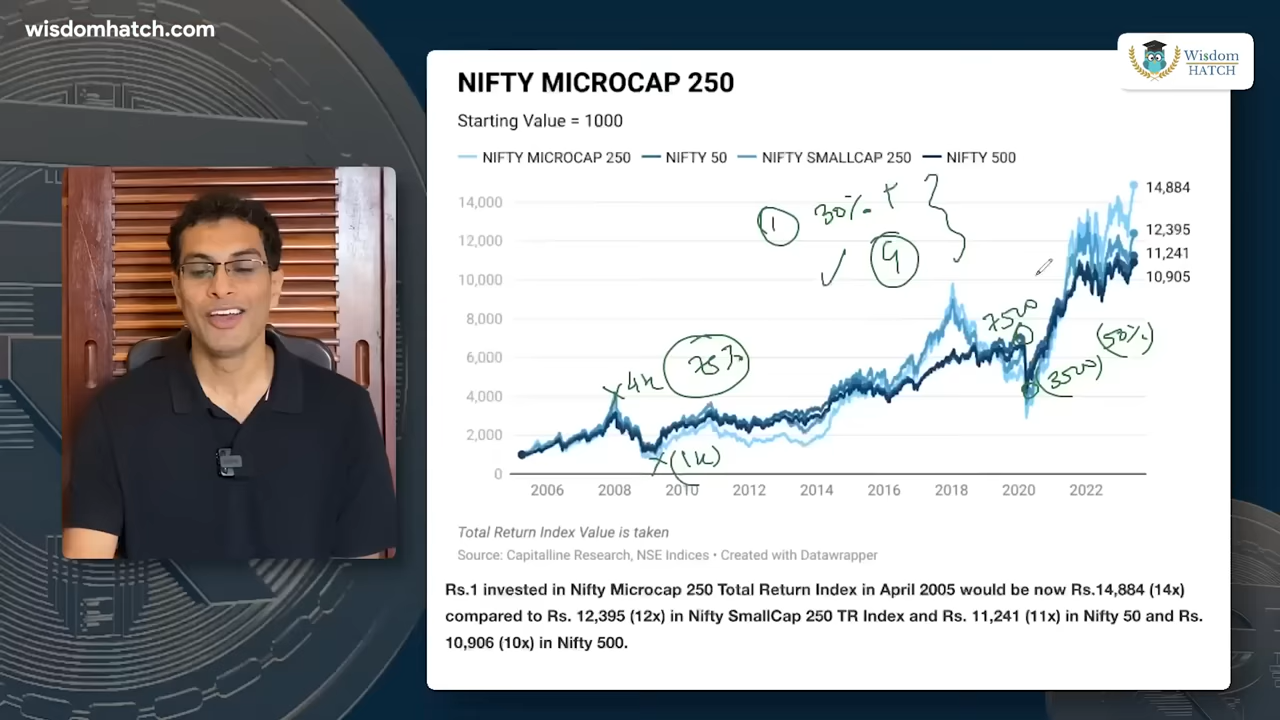 wisdomhatch.com
Wisdom
HATCH
NIFTY MICROCAP 250
Starting Value = 1000
NIFTY MICROCAP 250 NIFTY 50 NIFTY SMALLCAP 250 NIFTY 500
14,884
14,000
12,395
12,000
11,241
10,905
10,000
8,000
6,000
4,000
2,000
0
1 30% +
9
7500
(50%)
(3500)
4K 75%
(1K)
2006 2008 2010 2012 2014 2016 2018 2020 2022
Total Return Index Value is taken
Source: Capitalline Research, NSE Indices • Created with Datawrapper
Rs.1 invested in Nifty Microcap 250 Total Return Index in April 2005 would be now Rs.14,884 (14x)
compared to Rs. 12,395 (12x) in Nifty SmallCap 250 TR Index and Rs. 11,241 (11x) in Nifty 50 and Rs.
10,906 (10x) in Nifty 500.